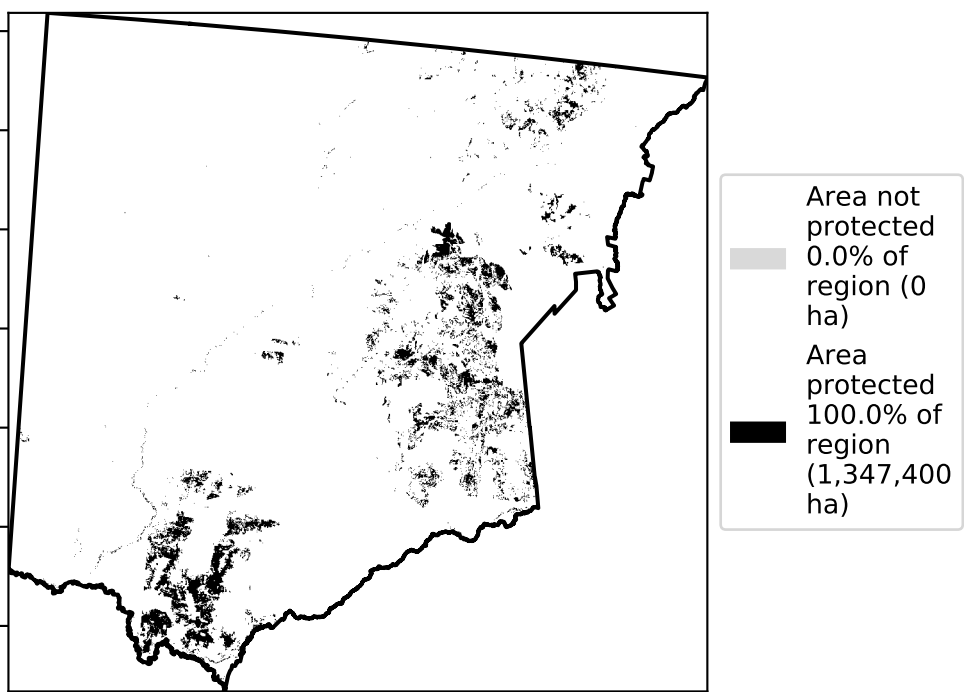 Area not
protected
0.0% of
region (0
ha)
Area
protected
100.0% of
region
(1,347,400
ha)